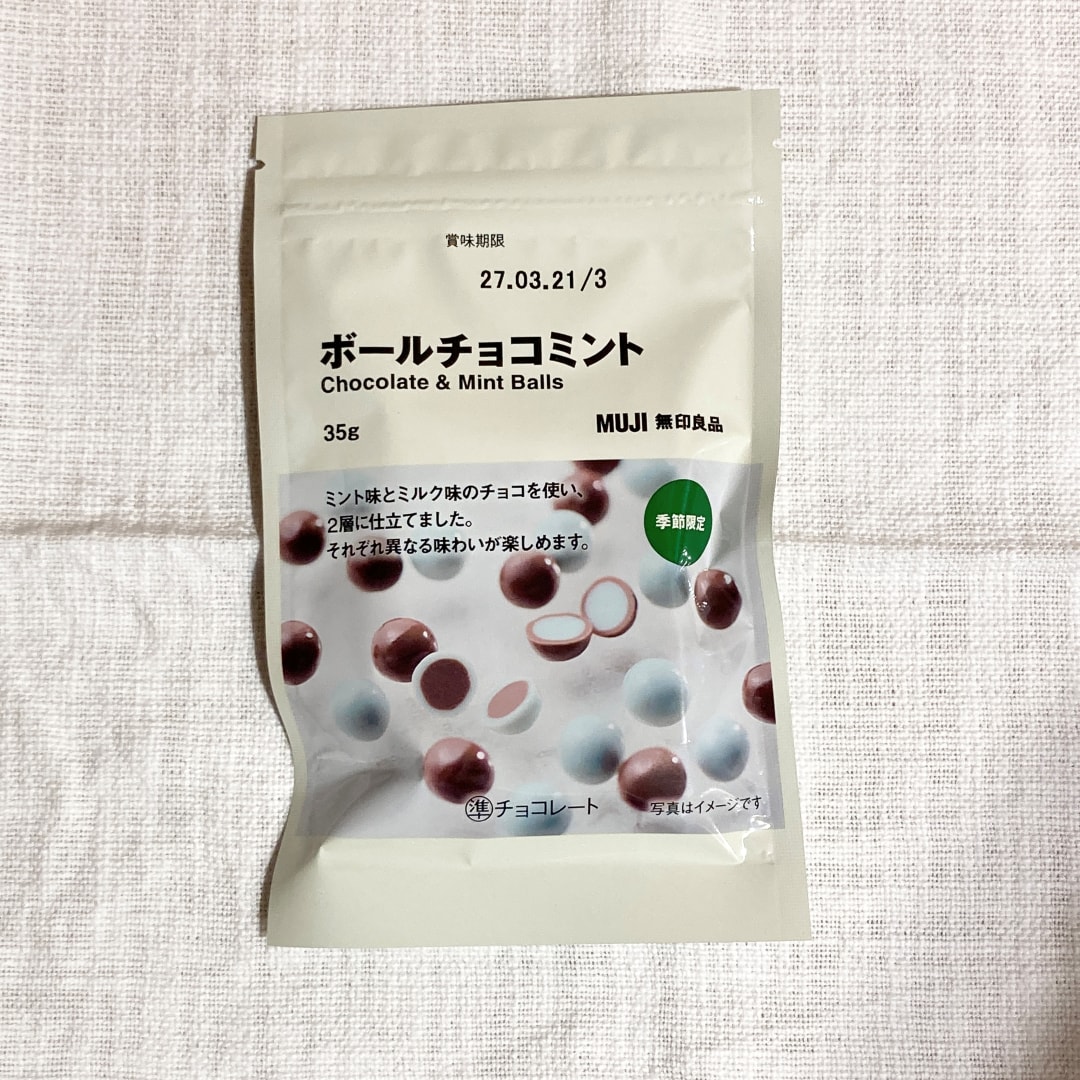 賞味期限
27.03.21/3
ボールチョコミント
Chocolate & Mint Balls
35g
MUJI 無印良品
ミント味とミルク味のチョコを使い、
2層に仕立てました。
それぞれ異なる味わいが楽しめます。
季節限定
準チョコレート
写真はイメージです